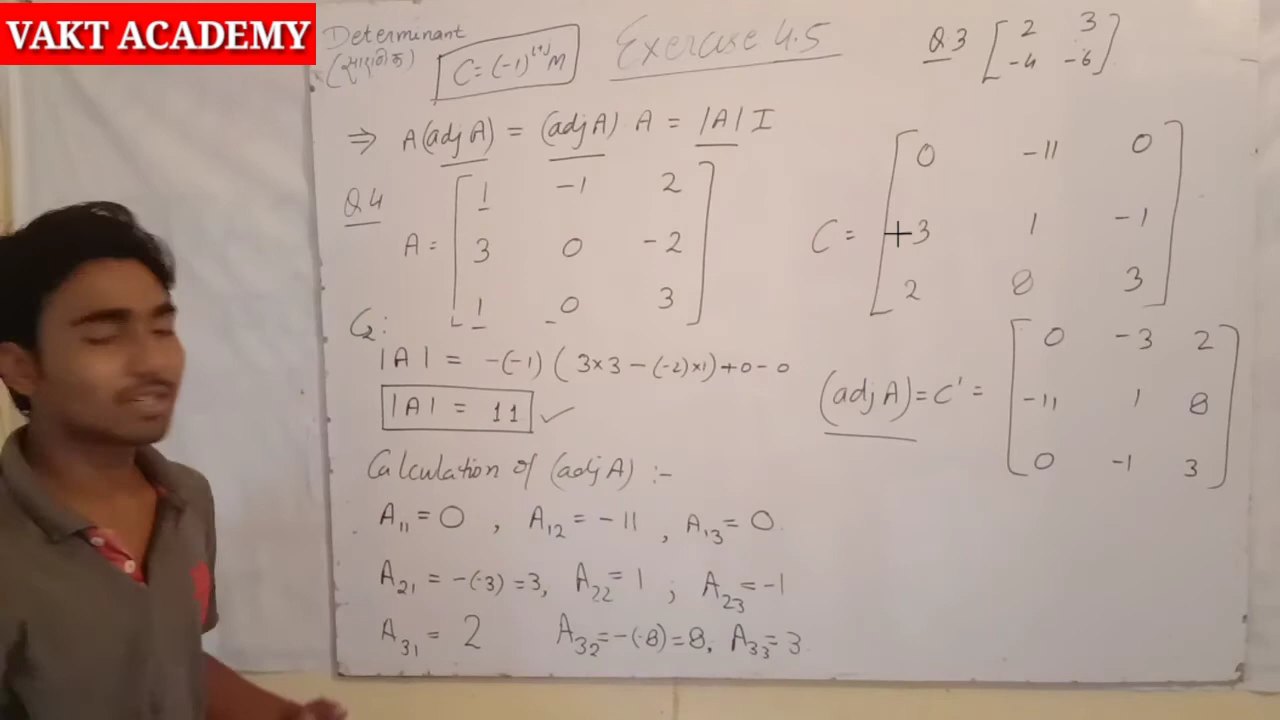 VAKT ACADEMY
Determinant
(सारणिक)
C = (-1)^(i+j) M
Exercise 4.5
Q 3 [ 2 3
-4 -6 ]
⇒ A(adj A) = (adj A) A = |A| I
Q 4
A = [ 1 -1 2
3 0 -2
1 0 3 ]
|A| = -(-1) ( 3×3 - (-2)×1) + 0 - 0
|A| = 11 ✓
Calculation of (adj A) :-
A₁₁ = 0 , A₁₂ = -11 , A₁₃ = 0
A₂₁ = -(-3) = 3, A₂₂ = 1 ; A₂₃ = -1
A₃₁ = 2 A₃₂ = -(-8) = 8, A₃₃ = 3
C = [ 0 -11 0
+3 1 -1
2 8 3 ]
(adj A) = C' = [ 0 -3 2
-11 1 8
0 -1 3 ]